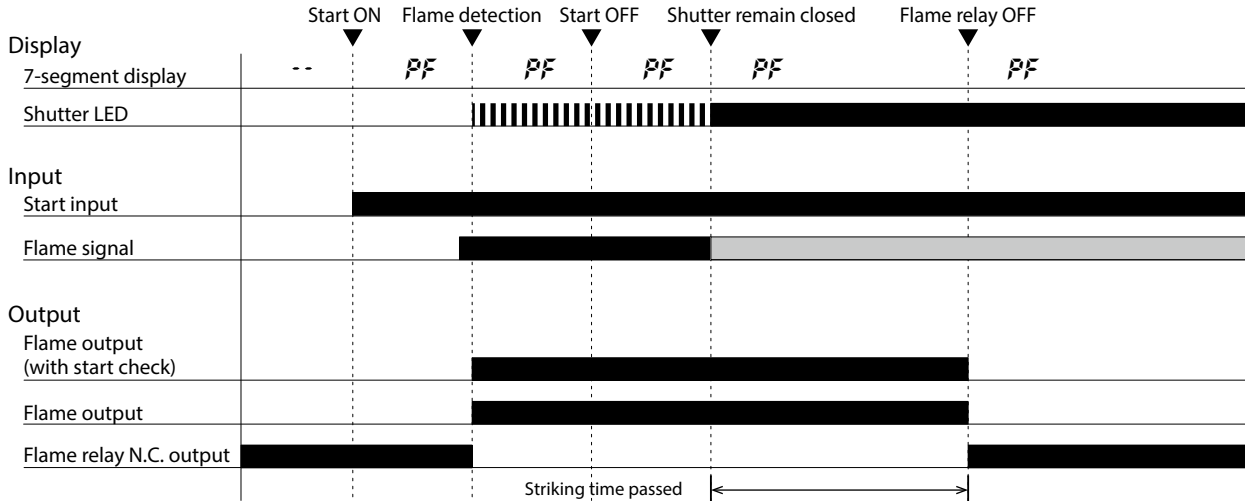 Start ON Flame detection Start OFF Shutter remain closed Flame relay OFF
Display
7-segment display -- PF PF PF PF PF
Shutter LED
Input
Start input
Flame signal
Output
Flame output
(with start check)
Flame output
Flame relay N.C. output
Striking time passed